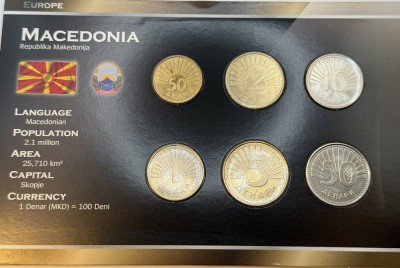 EUROPE
MACEDONIA
Republika Makedonija
LANGUAGE
Macedonian
POPULATION
2.1 million
AREA
25,710 km²
CAPITAL
Skopje
CURRENCY
1 Denar (MKD) = 100 Deni
50
2
10
1
5
50
ДЕНАРИ